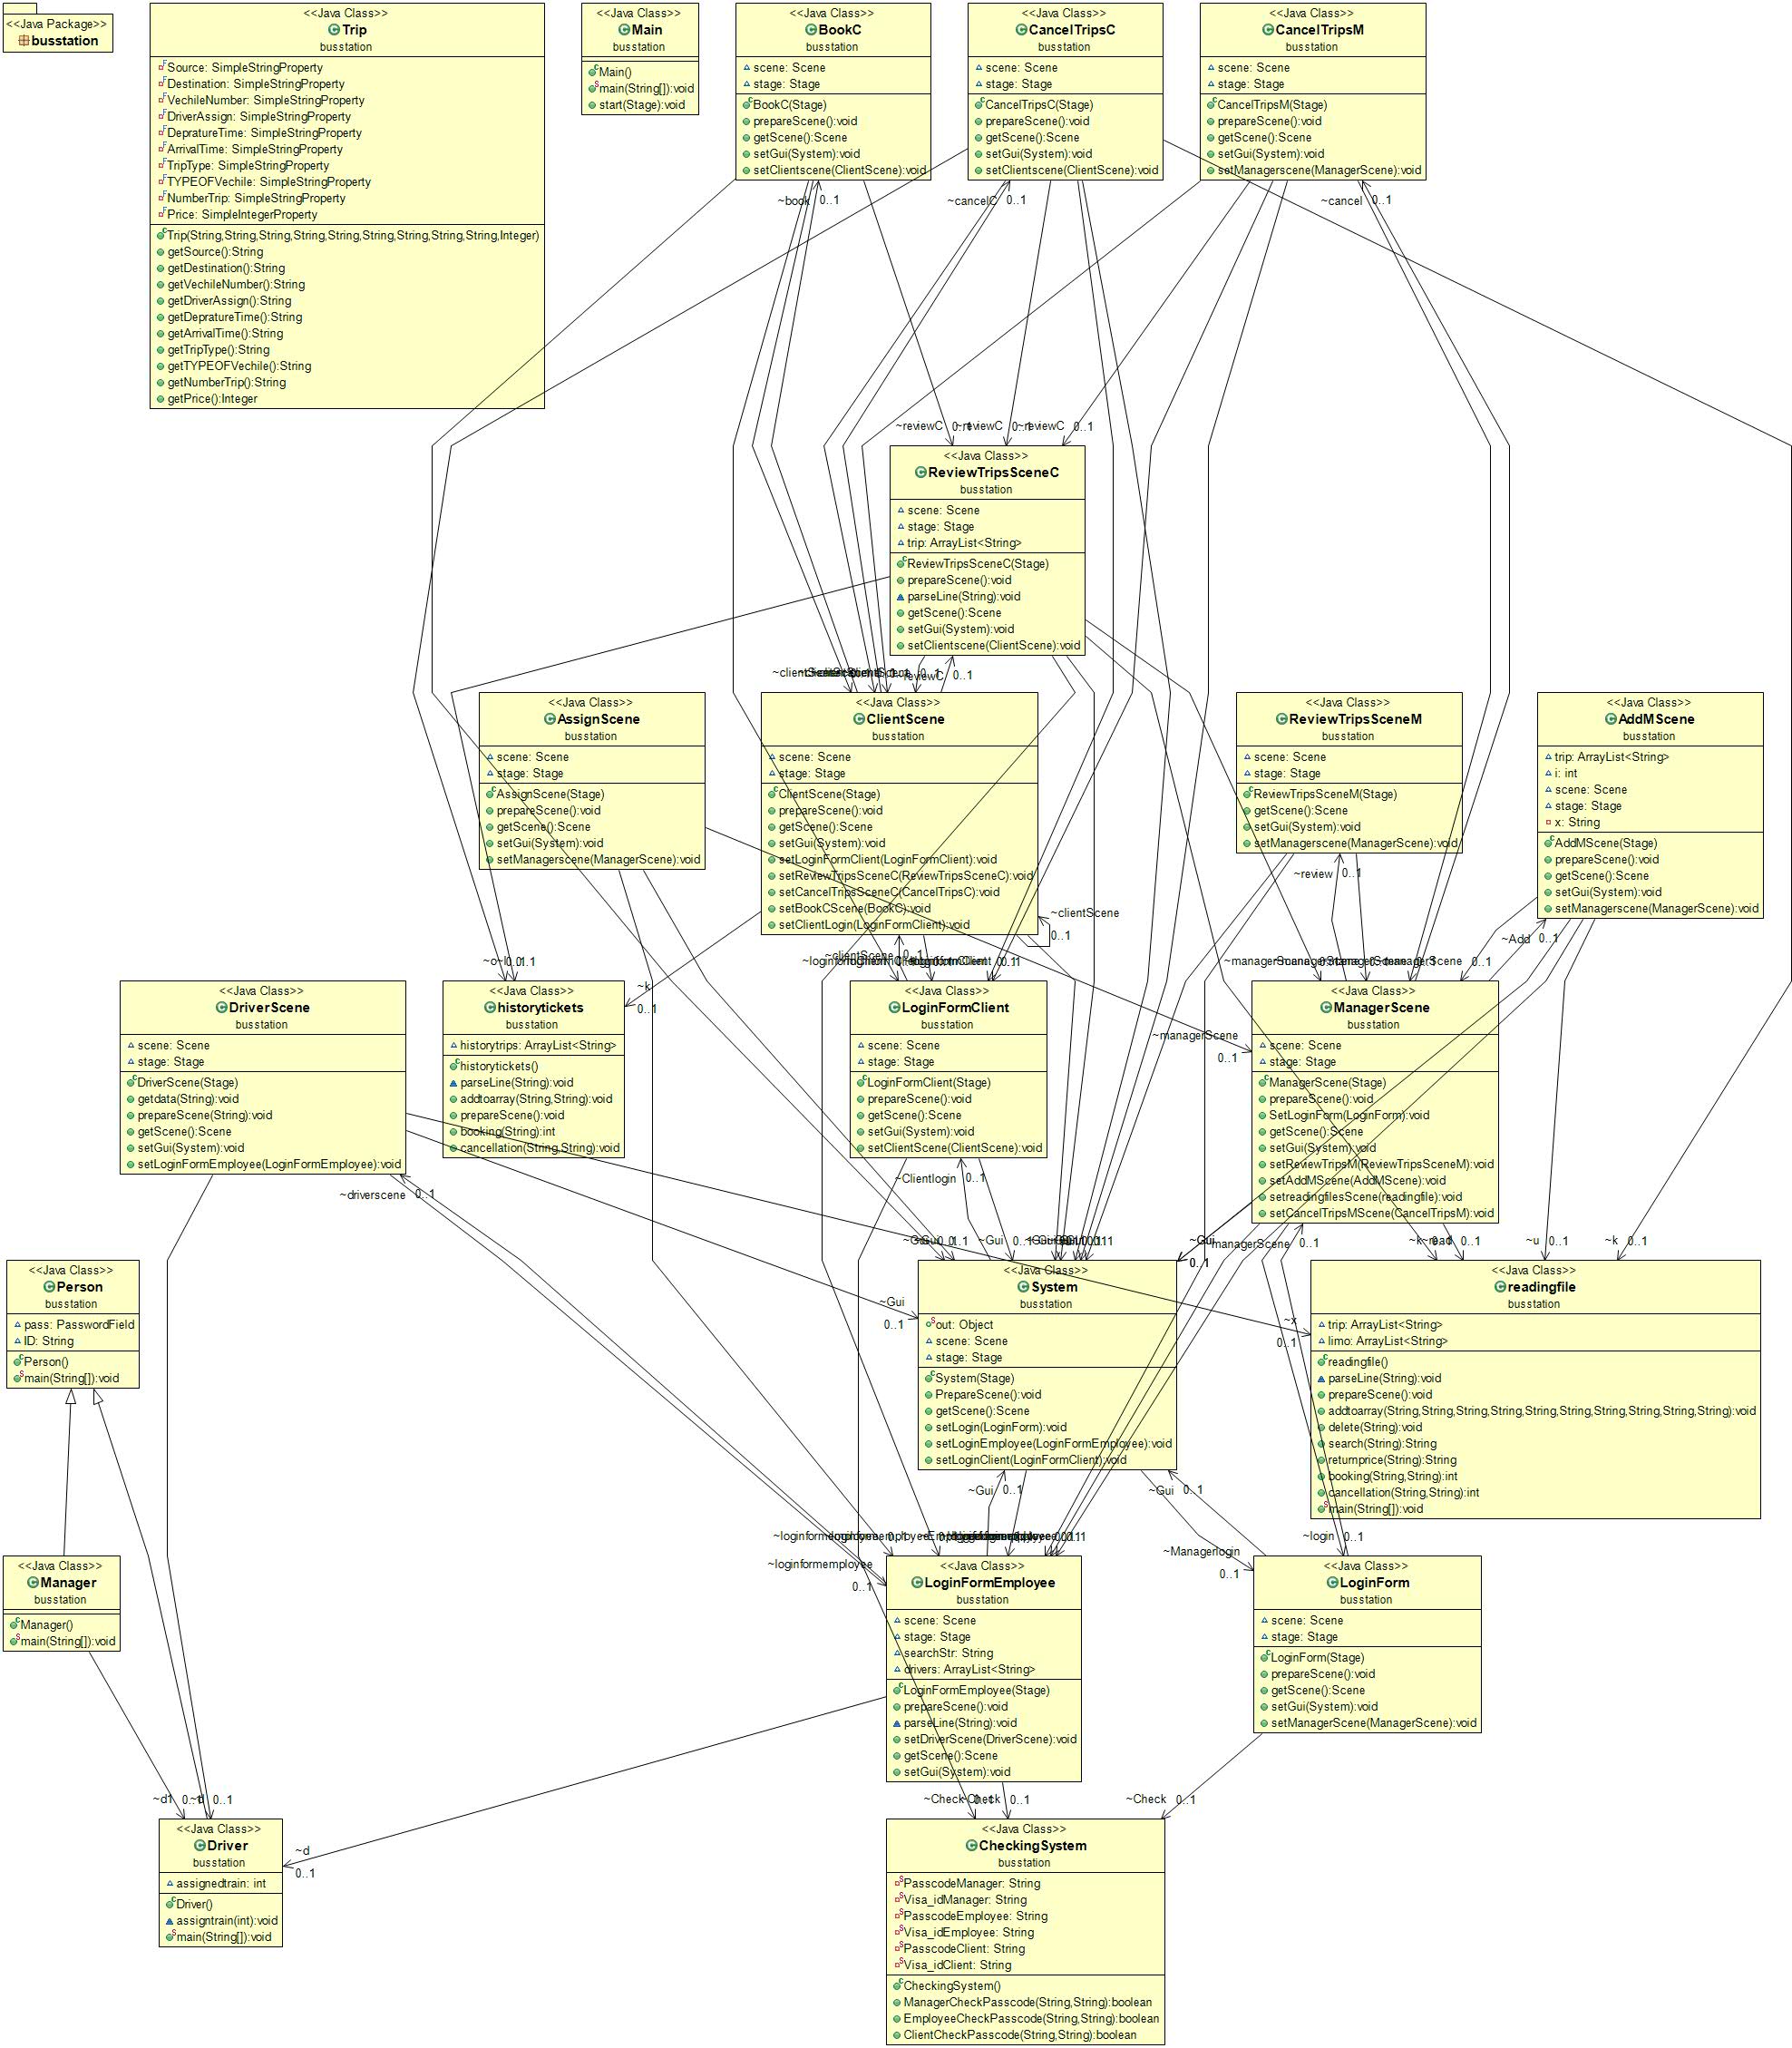 <<Java Package>>
busstation
<<Java Class>>
Trip
busstation
Source: SimpleStringProperty
Destination: SimpleStringProperty
VechileNumber: SimpleStringProperty
DriverAssign: SimpleStringProperty
DepratureTime: SimpleStringProperty
ArrivalTime: SimpleStringProperty
TripType: SimpleStringProperty
TYPEOFVechile: SimpleStringProperty
NumberTrip: SimpleStringProperty
Price: SimpleIntegerProperty
Trip(String,String,String,String,String,String,String,String,String,Integer)
getSource():String
getDestination():String
getVechileNumber():String
getDriverAssign():String
getDepratureTime():String
getArrivalTime():String
getTripType():String
getTYPEOFVechile():String
getNumberTrip():String
getPrice():Integer
<<Java Class>>
Main
busstation
Main()
main(String[]):void
start(Stage):void
<<Java Class>>
BookC
busstation
scene: Scene
stage: Stage
BookC(Stage)
prepareScene():void
getScene():Scene
setGui(System):void
setClientscene(ClientScene):void
<<Java Class>>
CancelTripsC
busstation
scene: Scene
stage: Stage
CancelTripsC(Stage)
prepareScene():void
getScene():Scene
setGui(System):void
setClientscene(ClientScene):void
<<Java Class>>
CancelTripsM
busstation
scene: Scene
stage: Stage
CancelTripsM(Stage)
prepareScene():void
getScene():Scene
setGui(System):void
setManagerscene(ManagerScene):void
~book 0..1
~cancelC 0..1
~cancel 0..1
~reviewC
~reviewC 0..1
<<Java Class>>
ReviewTripsSceneC
busstation
scene: Scene
stage: Stage
trip: ArrayList<String>
ReviewTripsSceneC(Stage)
prepareScene():void
parseLine(String):void
getScene():Scene
setGui(System):void
setClientscene(ClientScene):void
reviewC 0..1
<<Java Class>>
AssignScene
busstation
scene: Scene
stage: Stage
AssignScene(Stage)
prepareScene():void
getScene():Scene
setGui(System):void
setManagerscene(ManagerScene):void
<<Java Class>>
ClientScene
busstation
scene: Scene
stage: Stage
ClientScene(Stage)
prepareScene():void
getScene():Scene
setGui(System):void
setLoginFormClient(LoginFormClient):void
setReviewTripsSceneC(ReviewTripsSceneC):void
setCancelTripsSceneC(CancelTripsC):void
setBookCScene(BookC):void
setClientLogin(LoginFormClient):void
<<Java Class>>
ReviewTripsSceneM
busstation
scene: Scene
stage: Stage
ReviewTripsSceneM(Stage)
getScene():Scene
setGui(System):void
setManagerscene(ManagerScene):void
<<Java Class>>
AddMScene
busstation
trip: ArrayList<String>
i: int
scene: Scene
stage: Stage
x: String
AddMScene(Stage)
prepareScene():void
getScene():Scene
setGui(System):void
setManagerscene(ManagerScene):void
~review 0..1
~clientScene
0..1
~Add 0..1
~clientScene
~k
0..1
<<Java Class>>
DriverScene
busstation
scene: Scene
stage: Stage
DriverScene(Stage)
getdata(String):void
prepareScene(String):void
getScene():Scene
setGui(System):void
setLoginFormEmployee(LoginFormEmployee):void
<<Java Class>>
historytickets
busstation
historytrips: ArrayList<String>
historytickets()
parseLine(String):void
addtoarray(String,String):void
prepareScene():void
booking(String):int
cancellation(String,String):void
<<Java Class>>
LoginFormClient
busstation
scene: Scene
stage: Stage
LoginFormClient(Stage)
prepareScene():void
getScene():Scene
setGui(System):void
setClientScene(ClientScene):void
~managerScene
0..1
<<Java Class>>
ManagerScene
busstation
scene: Scene
stage: Stage
ManagerScene(Stage)
prepareScene():void
SetLoginForm(LoginForm):void
getScene():Scene
setGui(System):void
setReviewTripsM(ReviewTripsSceneM):void
setAddMScene(AddMScene):void
setreadingfilesScene(readingfile):void
setCancelTripsMScene(CancelTripsM):void
~driverscene 0..1
~Clientlogin 0..1
~Gui 0..1
~Gui
0..1
managerScene 0..1
~u 0..1
~k 0..1
<<Java Class>>
Person
busstation
pass: PasswordField
ID: String
Person()
main(String[]):void
~Gui
0..1
<<Java Class>>
System
busstation
out: Object
scene: Scene
stage: Stage
System(Stage)
PrepareScene():void
getScene():Scene
setLogin(LoginForm):void
setLoginEmployee(LoginFormEmployee):void
setLoginClient(LoginFormClient):void
~x
0..1
<<Java Class>>
readingfile
busstation
trip: ArrayList<String>
limo: ArrayList<String>
readingfile()
parseLine(String):void
prepareScene():void
addtoarray(String,String,String,String,String,String,String,String,String,String):void
delete(String):void
search(String):String
returnprice(String):String
booking(String,String):int
cancellation(String,String):int
main(String[]):void
~Gui 0..1
~Gui 0..1
~login 0..1
~Managerlogin
0..1
~loginformemployee
0..1
<<Java Class>>
Manager
busstation
Manager()
main(String[]):void
<<Java Class>>
LoginFormEmployee
busstation
scene: Scene
stage: Stage
searchStr: String
drivers: ArrayList<String>
LoginFormEmployee(Stage)
prepareScene():void
parseLine(String):void
setDriverScene(DriverScene):void
getScene():Scene
setGui(System):void
<<Java Class>>
LoginForm
busstation
scene: Scene
stage: Stage
LoginForm(Stage)
prepareScene():void
getScene():Scene
setGui(System):void
setManagerScene(ManagerScene):void
~d1
0..1
~Check
~Check 0..1
<<Java Class>>
Driver
busstation
assignedtrain: int
Driver()
assigntrain(int):void
main(String[]):void
~d
0..1
<<Java Class>>
CheckingSystem
busstation
PasscodeManager: String
Visa_idManager: String
PasscodeEmployee: String
Visa_idEmployee: String
PasscodeClient: String
Visa_idClient: String
CheckingSystem()
ManagerCheckPasscode(String,String):boolean
EmployeeCheckPasscode(String,String):boolean
ClientCheckPasscode(String,String):boolean